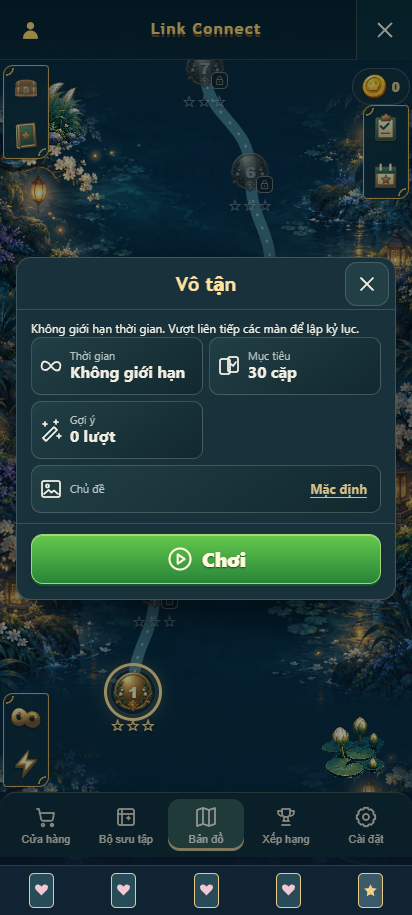 Link Connect
7
0
6
Vô tận
Không giới hạn thời gian. Vượt liên tiếp các màn để lập kỷ lục.
Thời gian
Không giới hạn
Mục tiêu
30 cặp
Gợi ý
0 lượt
Chủ đề
Mặc định
Chơi
1
Cửa hàng
Bộ sưu tập
Bản đồ
Xếp hạng
Cài đặt